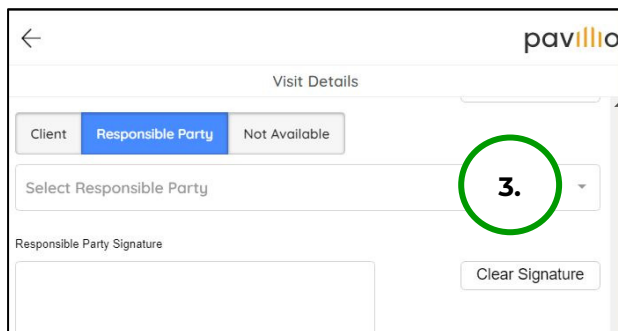 pavillio
Visit Details
Client Responsible Party Not Available
Select Responsible Party 3.
Responsible Party Signature
Clear Signature